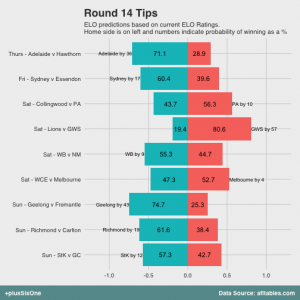 Round 14 Tips
ELO predictions based on current ELO Ratings.
Home side is on left and numbers indicate probability of winning as a %
Thurs - Adelaide v Hawthorn Adelaide by 36 71.1 28.9
Fri - Sydney v Essendon Sydney by 17 60.4 39.6
Sat - Collingwood v PA 43.7 56.3 PA by 10
Sat - Lions v GWS 19.4 80.6 GWS by 57
Sat - WB v NM WB by 9 55.3 44.7
Sat - WCE v Melbourne 47.3 52.7 Melbourne by 4
Sun - Geelong v Fremantle Geelong by 43 74.7 25.3
Sun - Richmond v Carlton Richmond by 19 61.6 38.4
Sun - StK v GC StK by 12 57.3 42.7
-1.0 -0.5 0.0 0.5 1.0
+plusSixOne Data Source: afltables.com